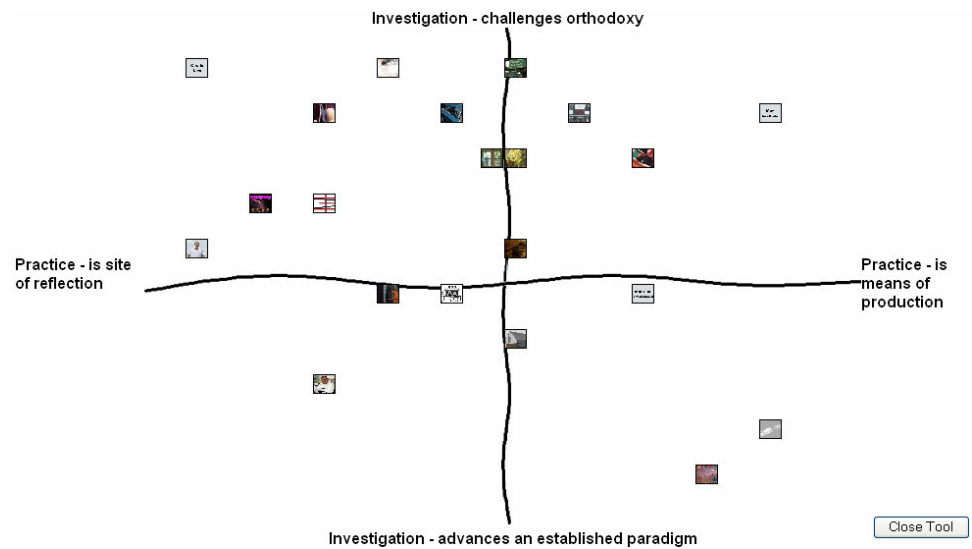 Investigation - challenges orthodoxy
Practice - is site
of reflection
Practice - is
means of
production
Investigation - advances an established paradigm
Close Tool